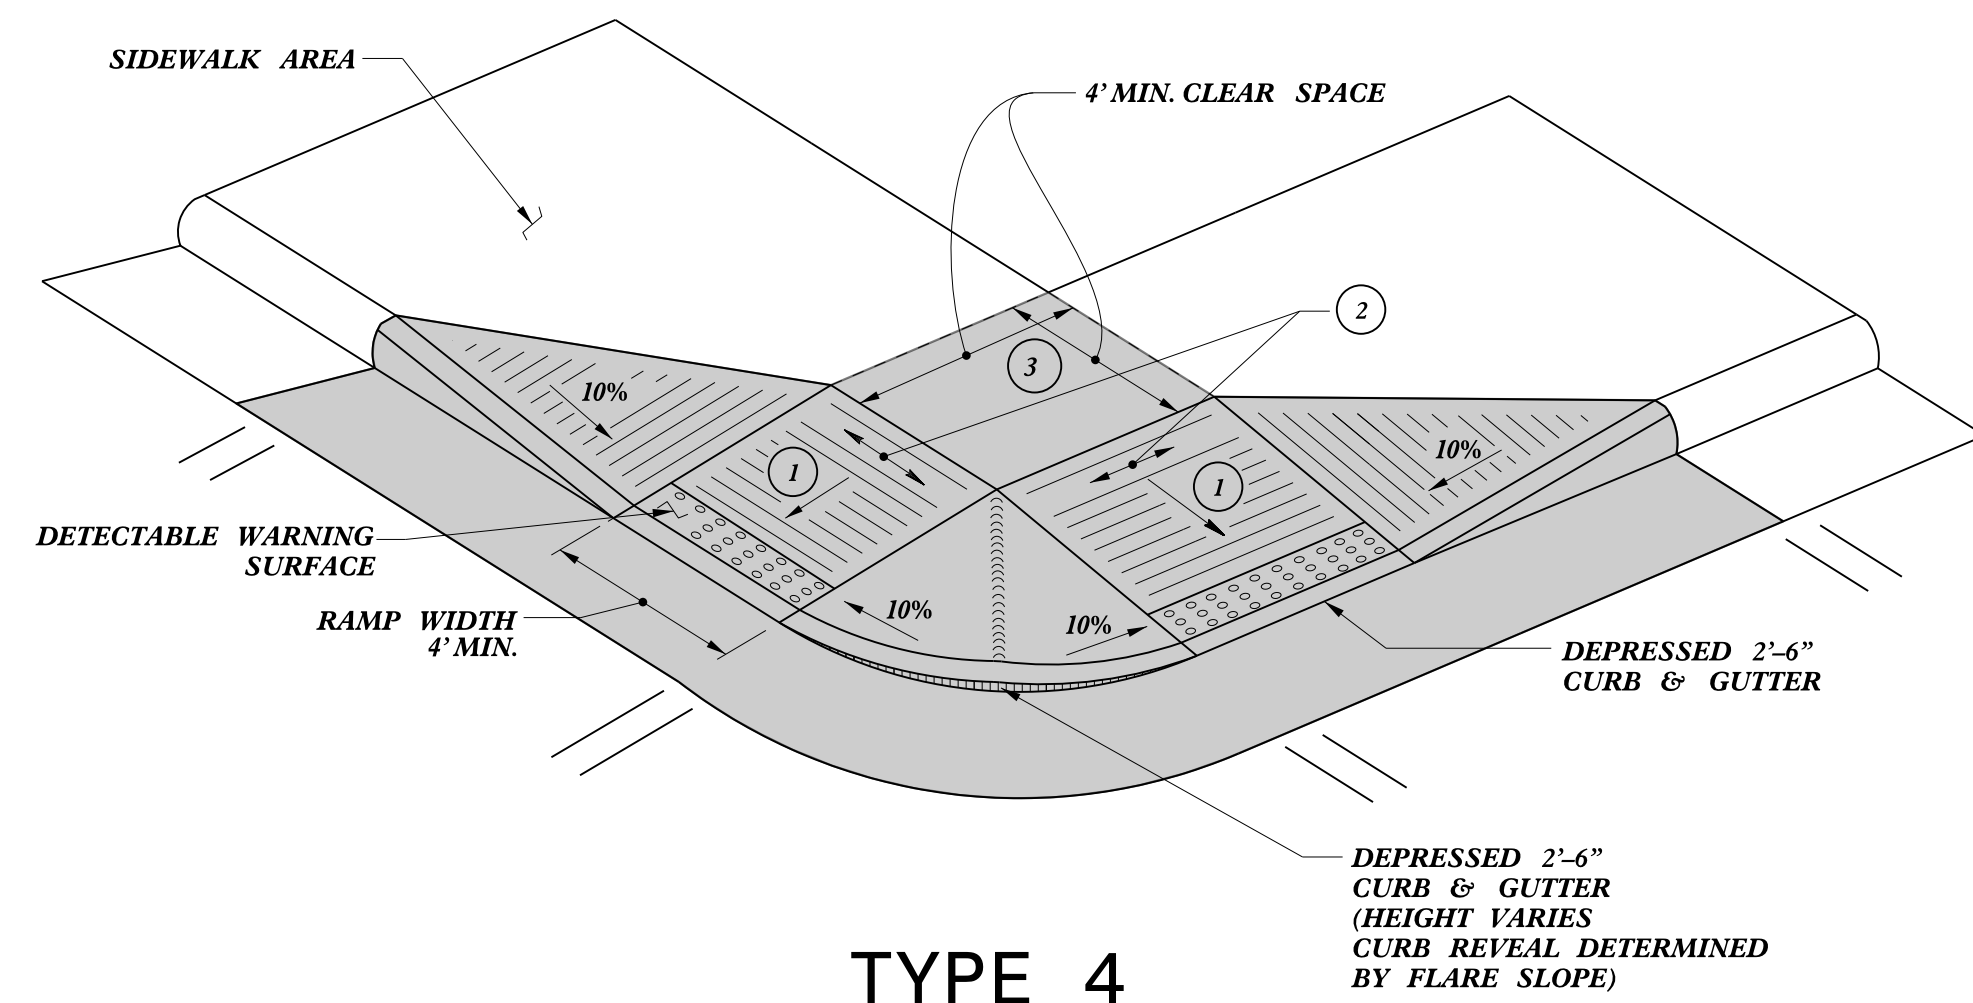 SIDEWALK AREA
4' MIN. CLEAR SPACE
2
3
10%
10%
1
1
DETECTABLE WARNING
SURFACE
10%
10%
RAMP WIDTH
4' MIN.
DEPRESSED 2'–6”
CURB & GUTTER
DEPRESSED 2'–6”
CURB & GUTTER
(HEIGHT VARIES
CURB REVEAL DETERMINED
BY FLARE SLOPE)
TYPE 4